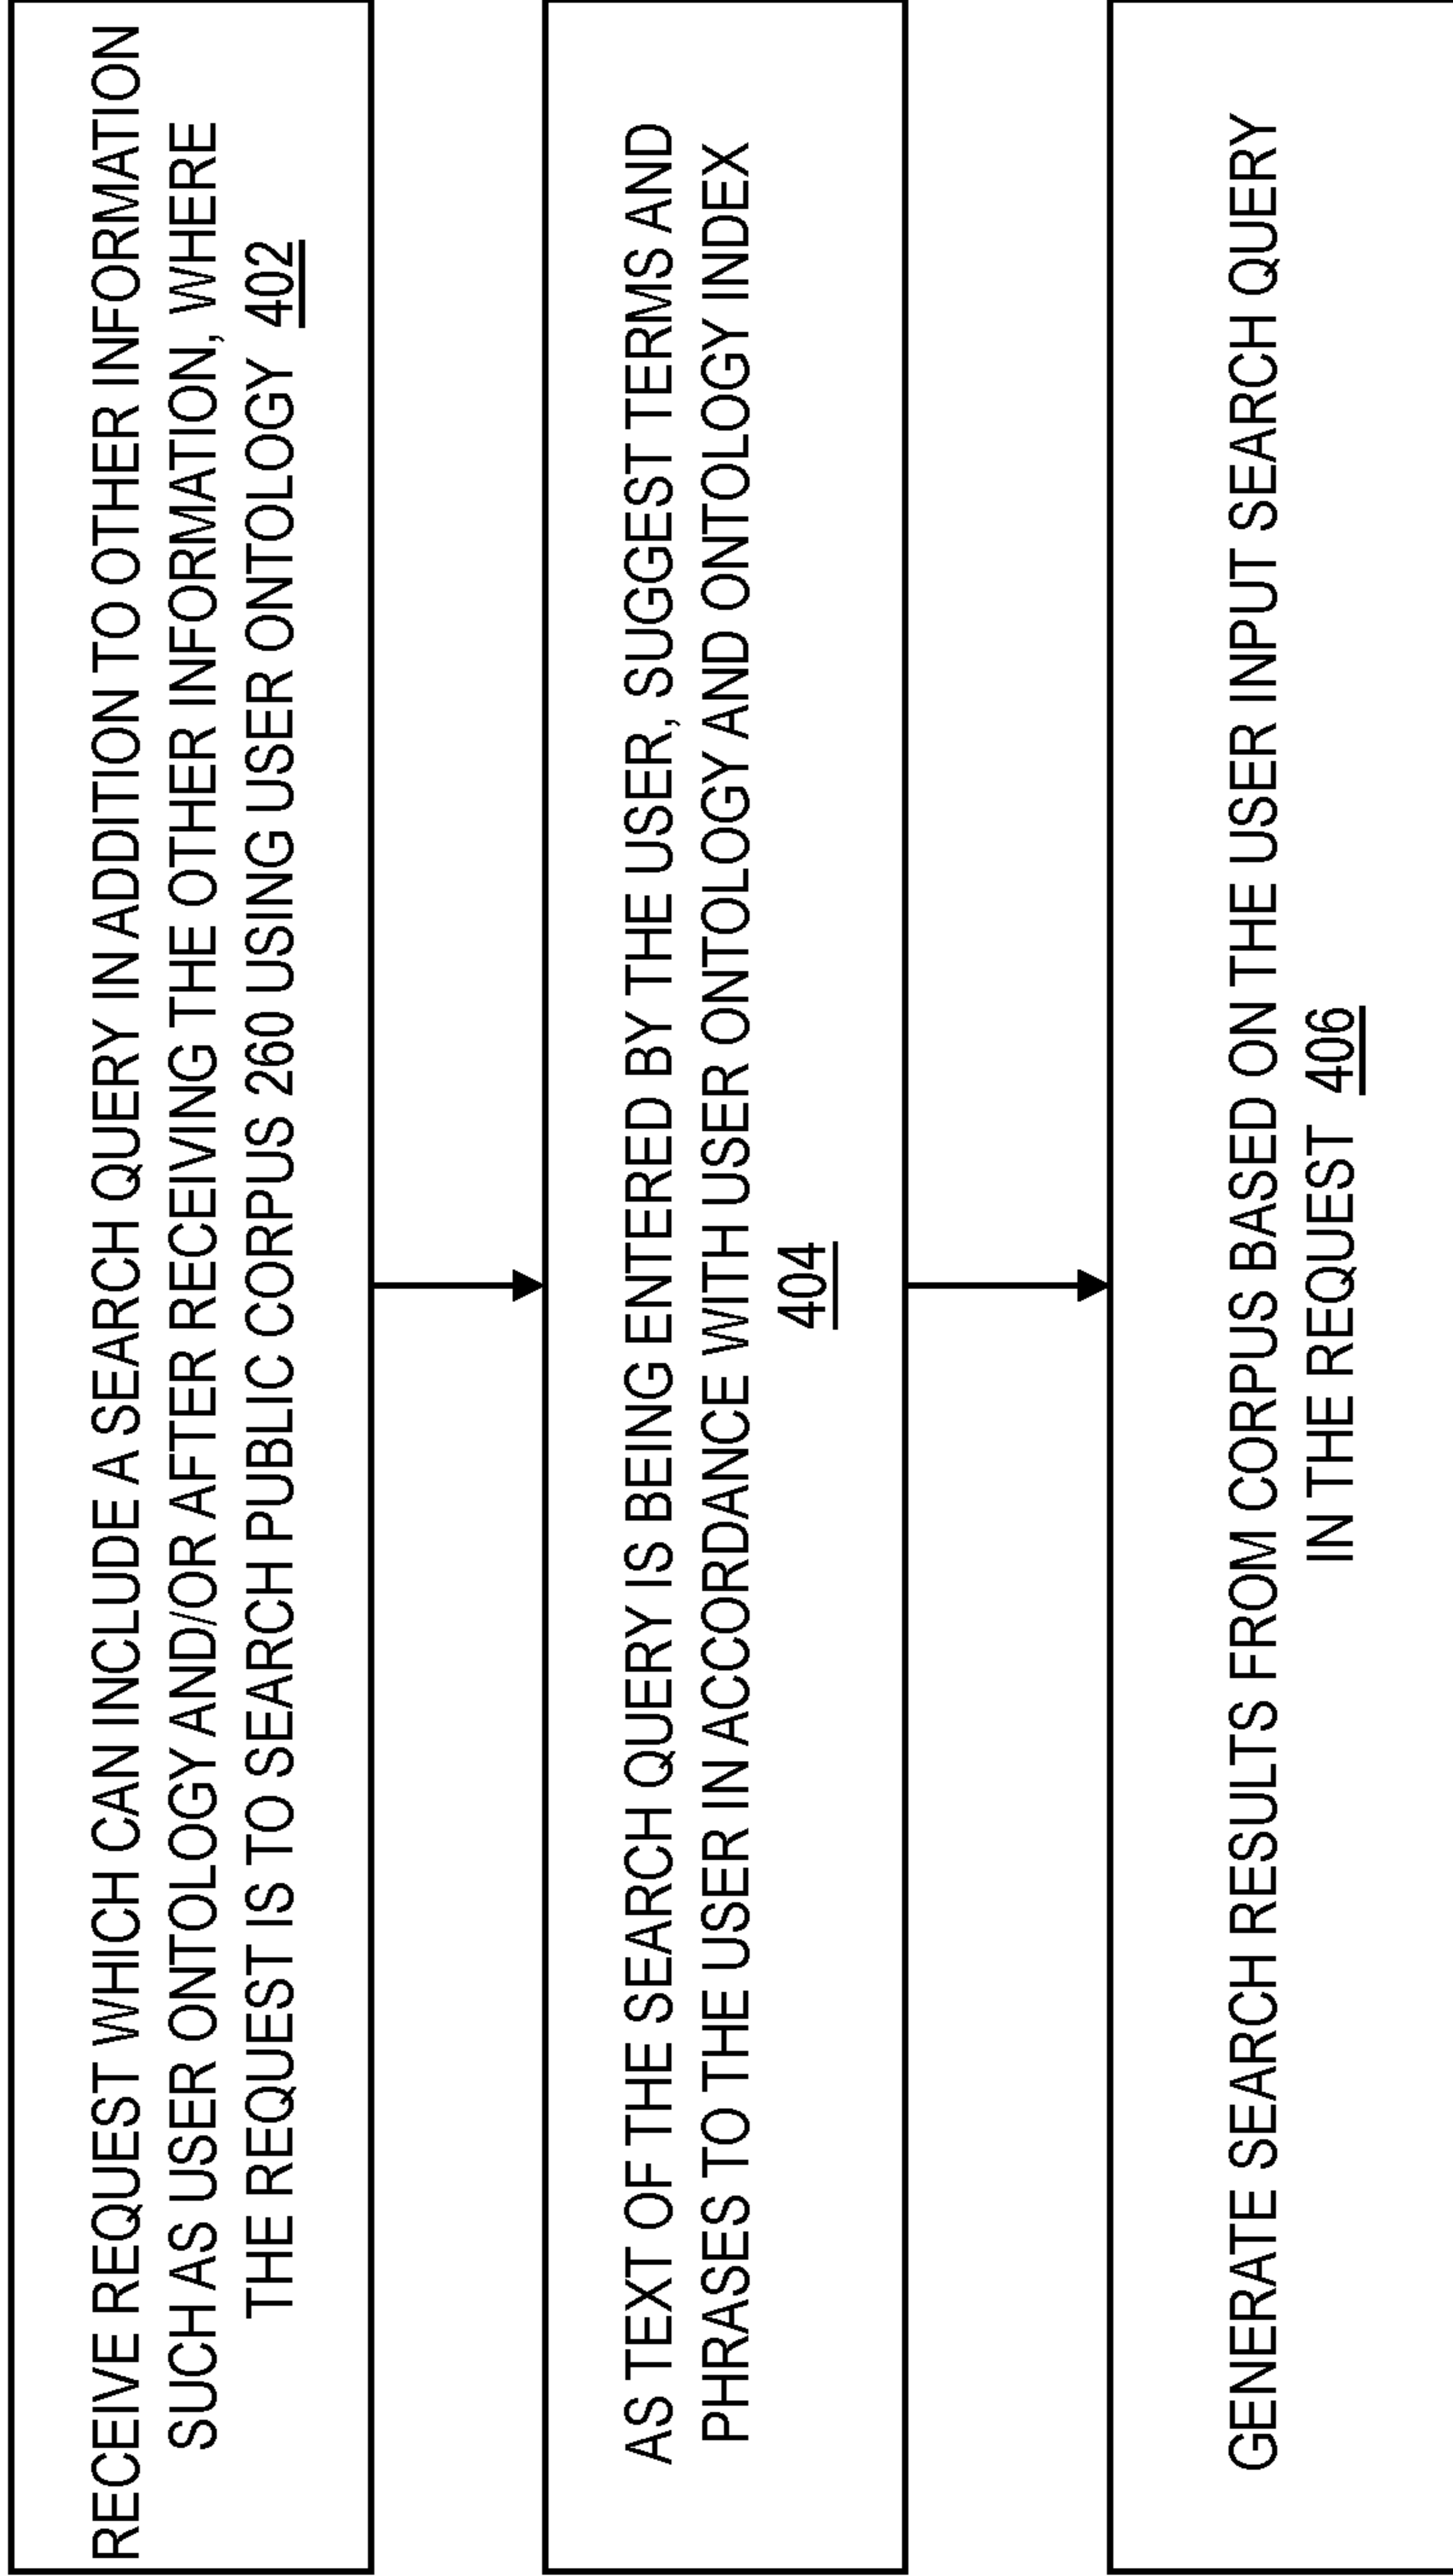 RECEIVE REQUEST WHICH CAN INCLUDE A SEARCH QUERY IN ADDITION TO OTHER INFORMATION
SUCH AS USER ONTOLOGY AND/OR AFTER RECEIVING THE OTHER INFORMATION, WHERE
THE REQUEST IS TO SEARCH PUBLIC CORPUS 260 USING USER ONTOLOGY 402
AS TEXT OF THE SEARCH QUERY IS BEING ENTERED BY THE USER, SUGGEST TERMS AND
PHRASES TO THE USER IN ACCORDANCE WITH USER ONTOLOGY AND ONTOLOGY INDEX
404
GENERATE SEARCH RESULTS FROM CORPUS BASED ON THE USER INPUT SEARCH QUERY
IN THE REQUEST 406